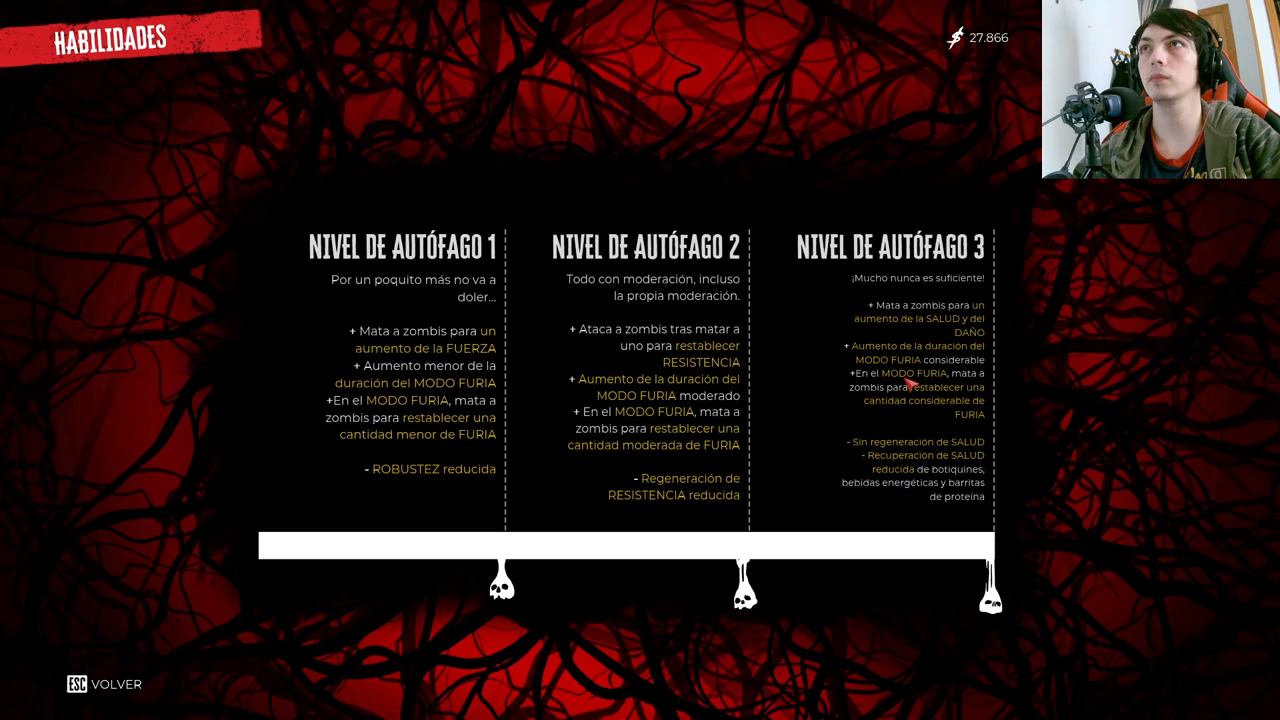 HABILIDADES
27.866
NIVEL DE AUTÓFAGO 1
Por un poquito más no va a
doler...
+ Mata a zombis para un
aumento de la FUERZA
+ Aumento menor de la
duración del MODO FURIA
+En el MODO FURIA, mata a
zombis para restablecer una
cantidad menor de FURIA
- ROBUSTEZ reducida
NIVEL DE AUTÓFAGO 2
Todo con moderación, incluso
la propia moderación.
+ Ataca a zombis tras matar a
uno para restablecer
RESISTENCIA
+ Aumento de la duración del
MODO FURIA moderado
+ En el MODO FURIA, mata a
zombis para restablecer una
cantidad moderada de FURIA
- Regeneración de
RESISTENCIA reducida
NIVEL DE AUTÓFAGO 3
¡Mucho nunca es suficiente!
+ Mata a zombis para un
aumento de la SALUD y del
DAÑO
+ Aumento de la duración del
MODO FURIA considerable
+En el MODO FURIA, mata a
zombis para restablecer una
cantidad considerable de
FURIA
- Sin regeneración de SALUD
- Recuperación de SALUD
reducida de botiquines,
bebidas energéticas y barritas
de proteína
ESC VOLVER